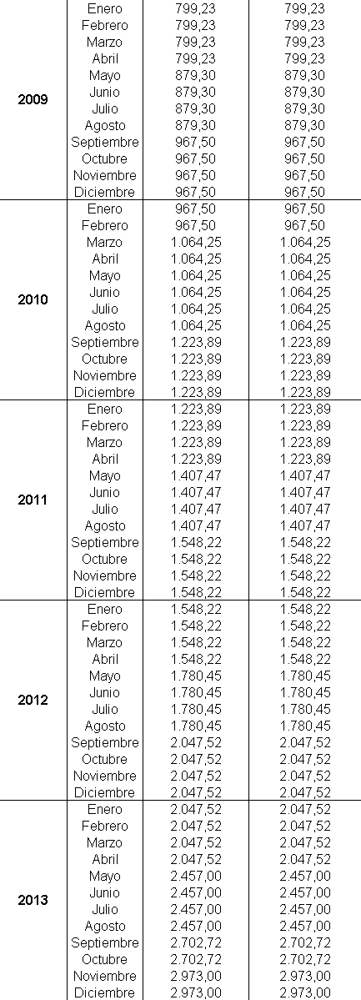 Enero 799,23 799,23
Febrero 799,23 799,23
Marzo 799,23 799,23
Abril 799,23 799,23
Mayo 879,30 879,30
Junio 879,30 879,30
2009
Julio 879,30 879,30
Agosto 879,30 879,30
Septiembre 967,50 967,50
Octubre 967,50 967,50
Noviembre 967,50 967,50
Diciembre 967,50 967,50
Enero 967,50 967,50
Febrero 967,50 967,50
Marzo 1.064,25 1.064,25
Abril 1.064,25 1.064,25
Mayo 1.064,25 1.064,25
Junio 1.064,25 1.064,25
2010
Julio 1.064,25 1.064,25
Agosto 1.064,25 1.064,25
Septiembre 1.223,89 1.223,89
Octubre 1.223,89 1.223,89
Noviembre 1.223,89 1.223,89
Diciembre 1.223,89 1.223,89
Enero 1.223,89 1.223,89
Febrero 1.223,89 1.223,89
Marzo 1.223,89 1.223,89
Abril 1.223,89 1.223,89
Mayo 1.407,47 1.407,47
Junio 1.407,47 1.407,47
2011
Julio 1.407,47 1.407,47
Agosto 1.407,47 1.407,47
Septiembre 1.548,22 1.548,22
Octubre 1.548,22 1.548,22
Noviembre 1.548,22 1.548,22
Diciembre 1.548,22 1.548,22
Enero 1.548,22 1.548,22
Febrero 1.548,22 1.548,22
Marzo 1.548,22 1.548,22
Abril 1.548,22 1.548,22
Mayo 1.780,45 1.780,45
Junio 1.780,45 1.780,45
2012
Julio 1.780,45 1.780,45
Agosto 1.780,45 1.780,45
Septiembre 2.047,52 2.047,52
Octubre 2.047,52 2.047,52
Noviembre 2.047,52 2.047,52
Diciembre 2.047,52 2.047,52
Enero 2.047,52 2.047,52
Febrero 2.047,52 2.047,52
Marzo 2.047,52 2.047,52
Abril 2.047,52 2.047,52
Mayo 2.457,00 2.457,00
Junio 2.457,00 2.457,00
2013
Julio 2.457,00 2.457,00
Agosto 2.457,00 2.457,00
Septiembre 2.702,72 2.702,72
Octubre 2.702,72 2.702,72
Noviembre 2.973,00 2.973,00
Diciembre 2.973,00 2.973,00